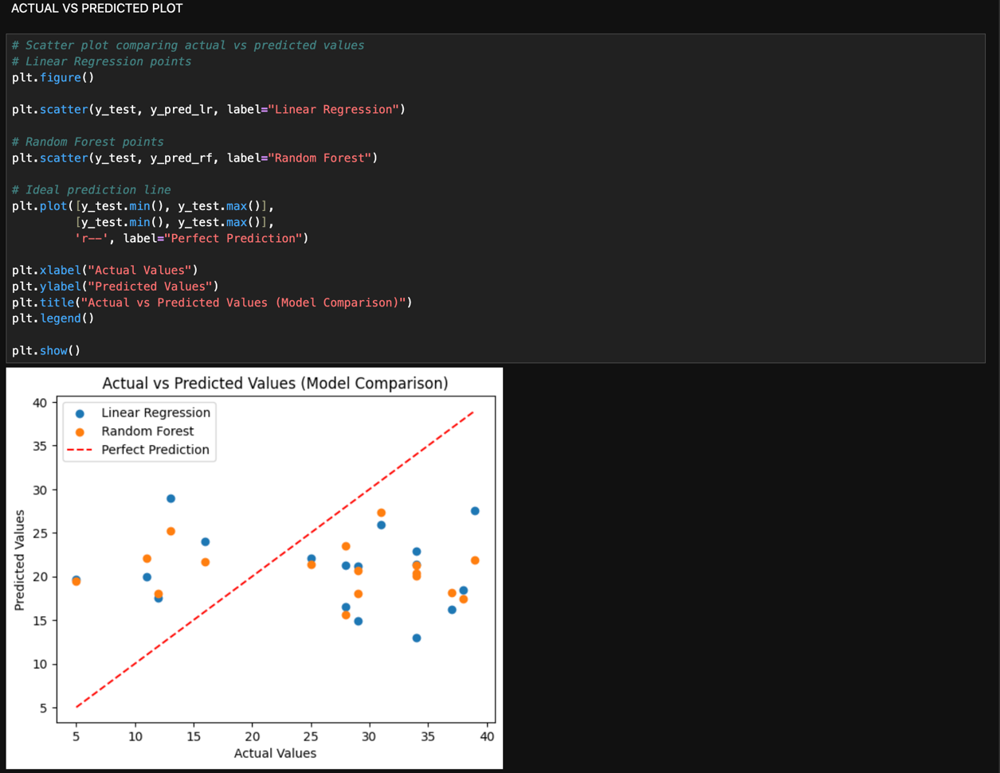 ACTUAL VS PREDICTED PLOT
# Scatter plot comparing actual vs predicted values
# Linear Regression points
plt.figure()
plt.scatter(y_test, y_pred_lr, label="Linear Regression")
# Random Forest points
plt.scatter(y_test, y_pred_rf, label="Random Forest")
# Ideal prediction line
plt.plot([y_test.min(), y_test.max()],
         [y_test.min(), y_test.max()],
         'r--', label="Perfect Prediction")
plt.xlabel("Actual Values")
plt.ylabel("Predicted Values")
plt.title("Actual vs Predicted Values (Model Comparison)")
plt.legend()
plt.show()
Actual vs Predicted Values (Model Comparison)
Linear Regression
Random Forest
Perfect Prediction
40
35
30
25
20
15
10
5
Predicted Values
5 10 15 20 25 30 35 40
Actual Values